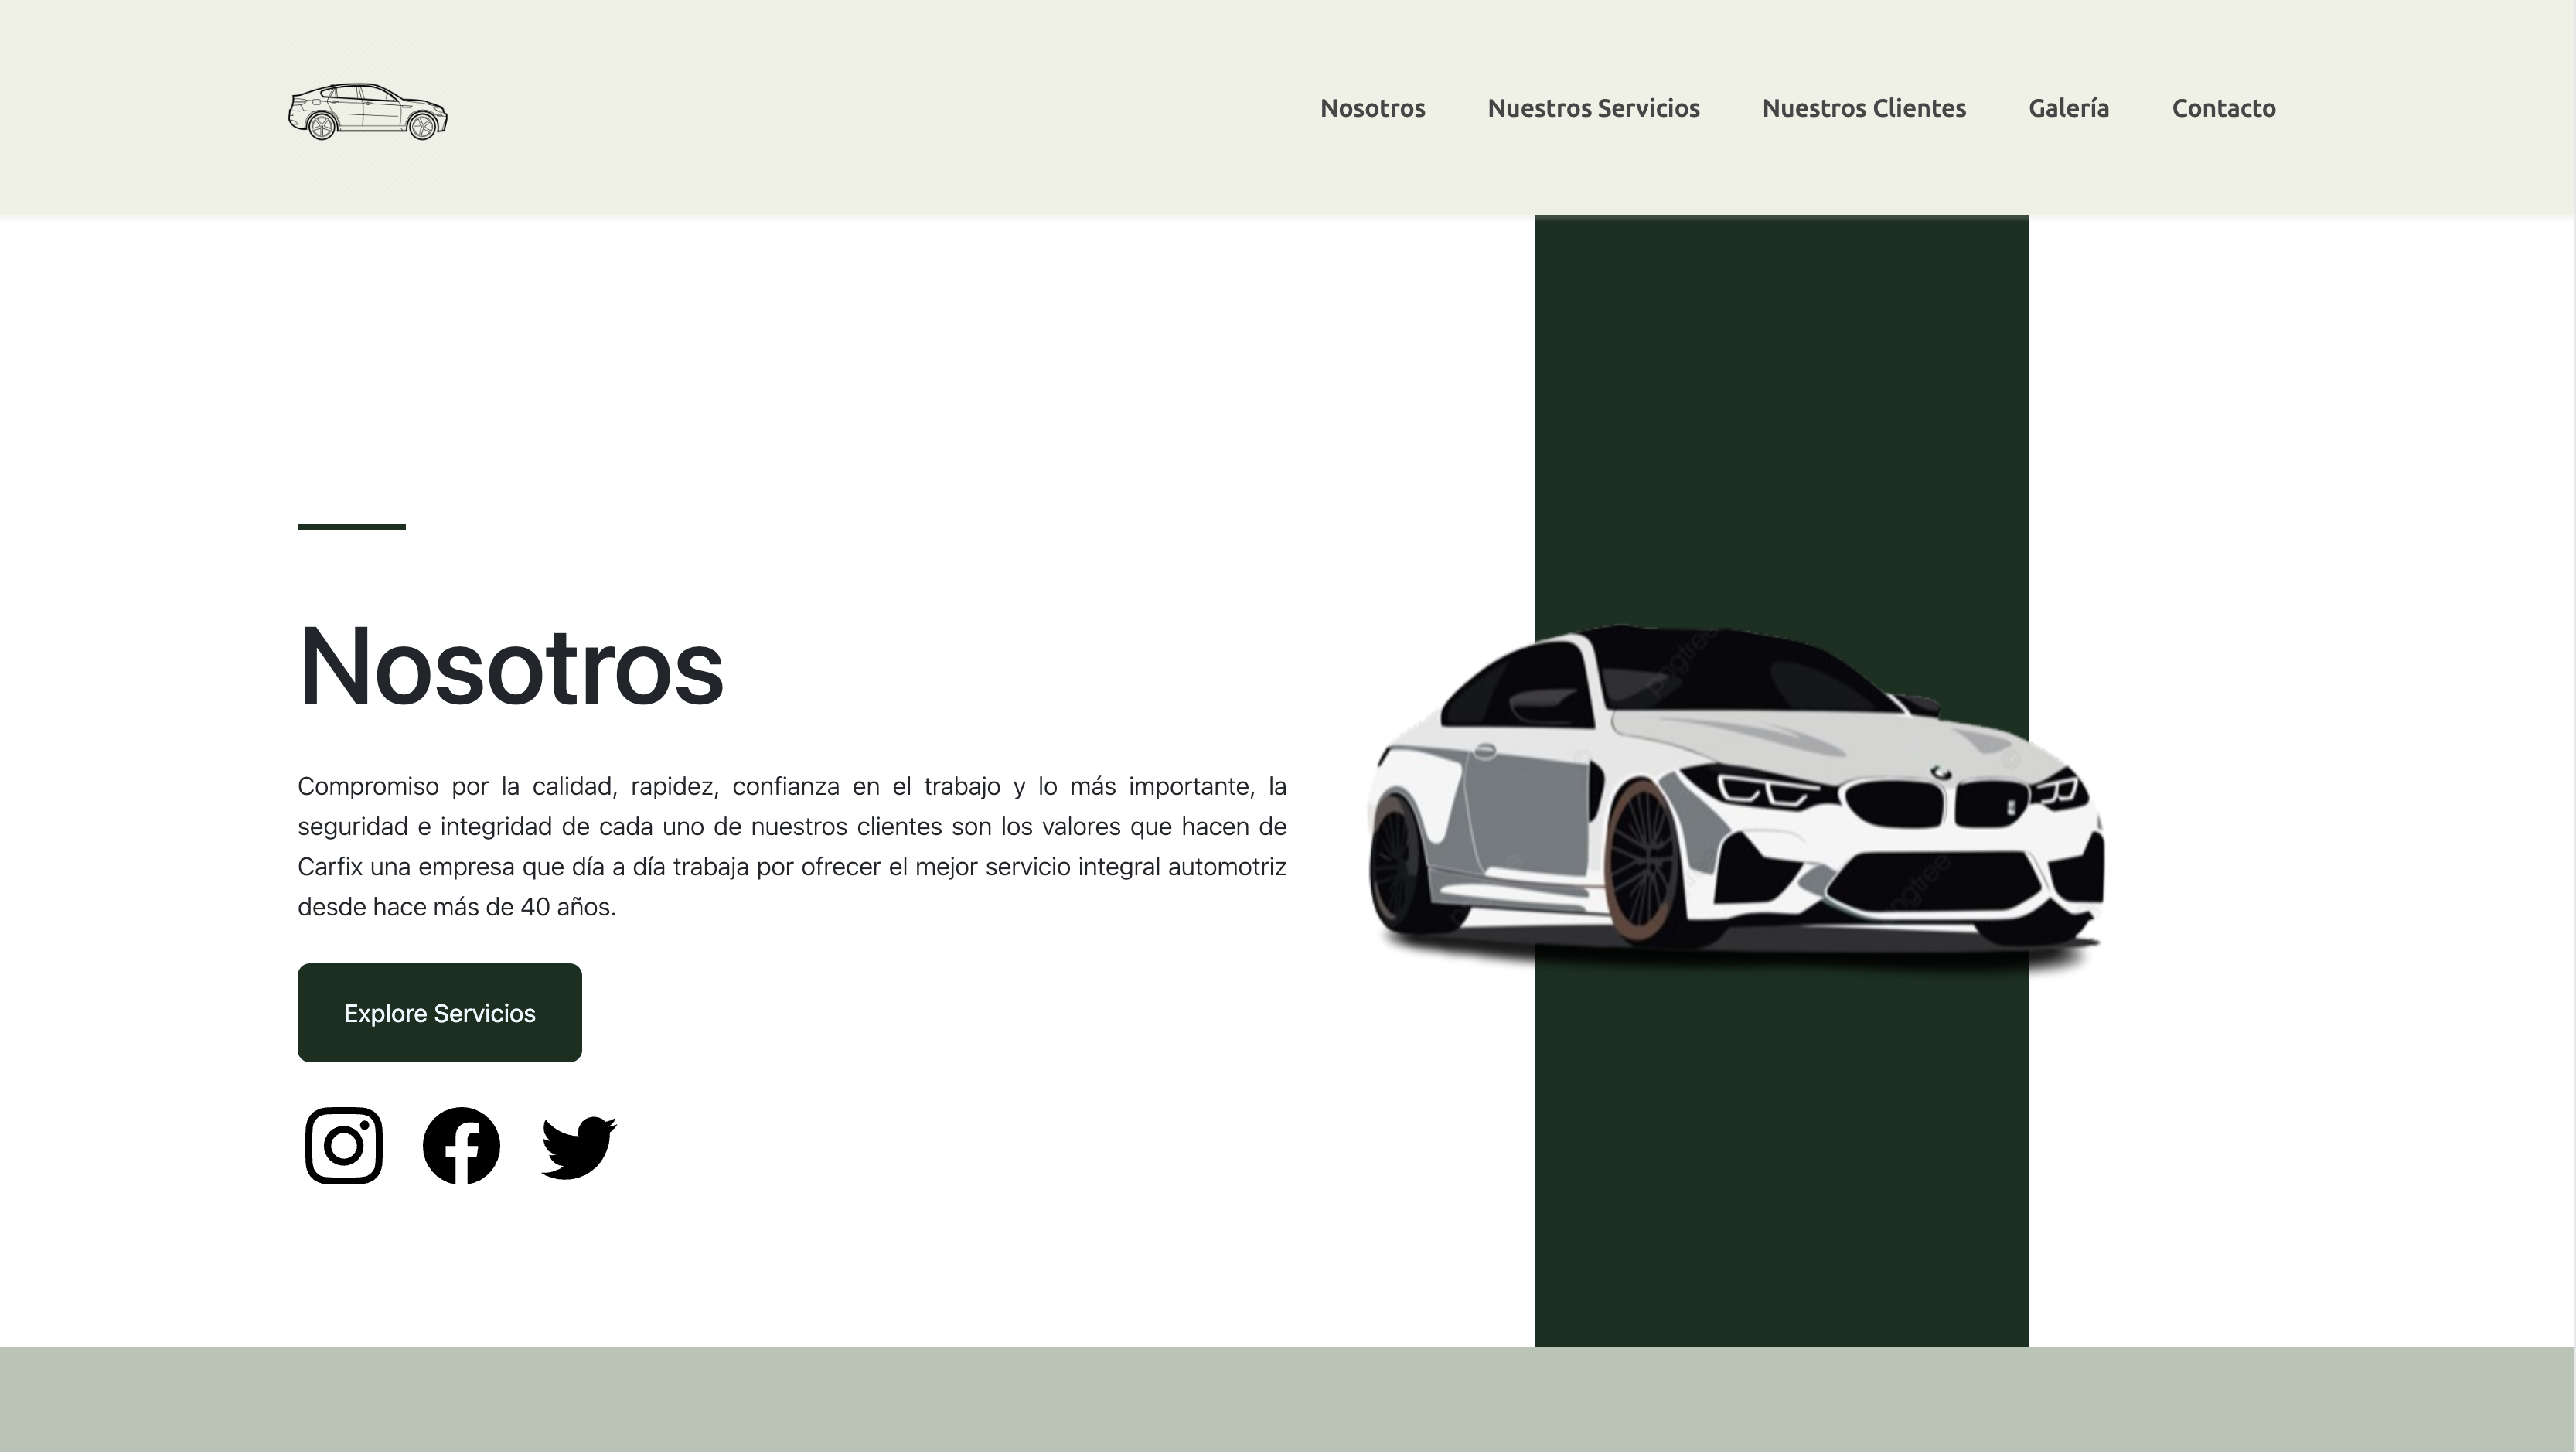 Nosotros
Nuestros Servicios
Nuestros Clientes
Galería
Contacto
Nosotros
Compromiso por la calidad, rapidez, confianza en el trabajo y lo más importante, la
seguridad e integridad de cada uno de nuestros clientes son los valores que hacen de
Carfix una empresa que día a día trabaja por ofrecer el mejor servicio integral automotriz
desde hace más de 40 años.
pngtree
pngtree
Explore Servicios